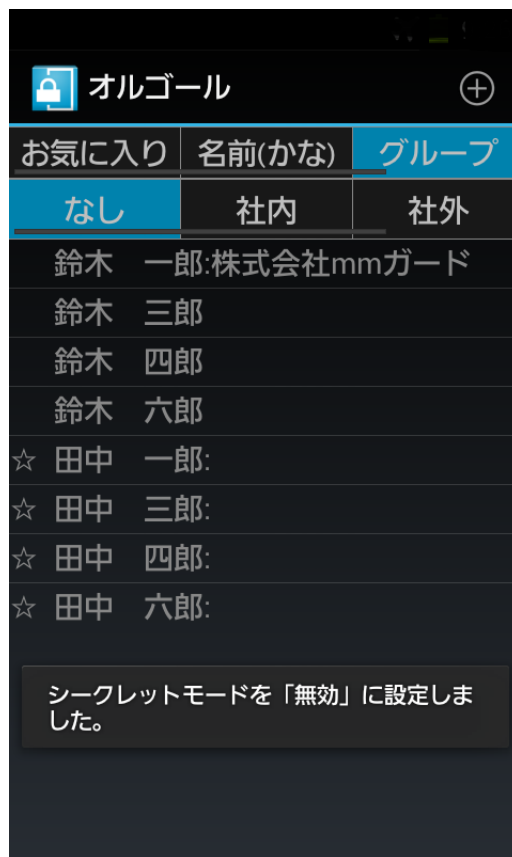 オルゴール
お気に入り 名前(かな) グループ
なし 社内 社外
鈴木　一郎:株式会社mmガード
鈴木　三郎
鈴木　四郎
鈴木　六郎
☆ 田中　一郎:
☆ 田中　三郎:
☆ 田中　四郎:
☆ 田中　六郎:
シークレットモードを「無効」に設定しま
した。